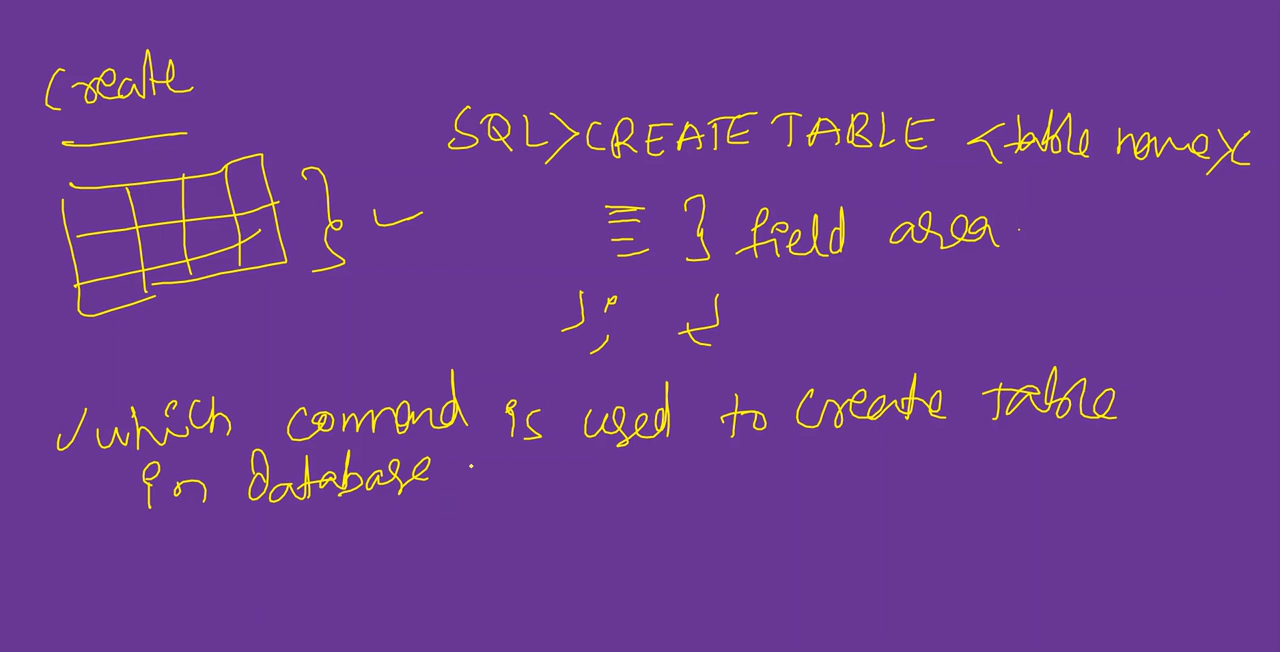 Create
SQL>CREATE TABLE <table name>(
} field area.
); ↵
✓which command is used to create table
in database.